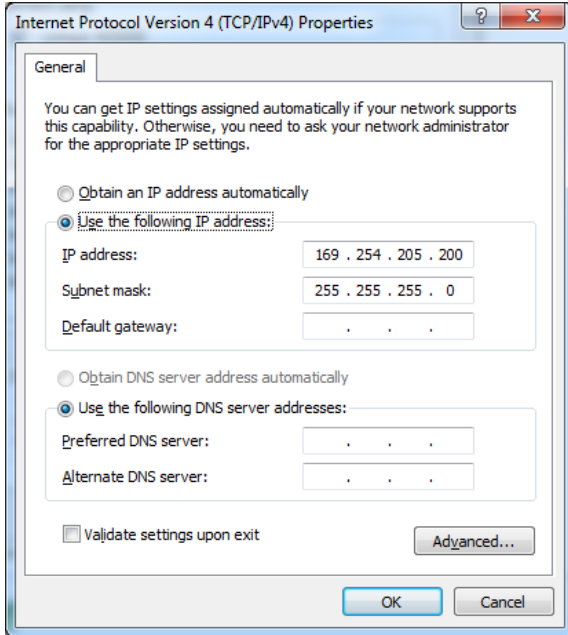 Internet Protocol Version 4 (TCP/IPv4) Properties
General
You can get IP settings assigned automatically if your network supports
this capability. Otherwise, you need to ask your network administrator
for the appropriate IP settings.
Obtain an IP address automatically
Use the following IP address:
IP address: 169 . 254 . 205 . 200
Subnet mask: 255 . 255 . 255 . 0
Default gateway: . . .
Obtain DNS server address automatically
Use the following DNS server addresses:
Preferred DNS server: . . .
Alternate DNS server: . . .
Validate settings upon exit
Advanced...
OK Cancel